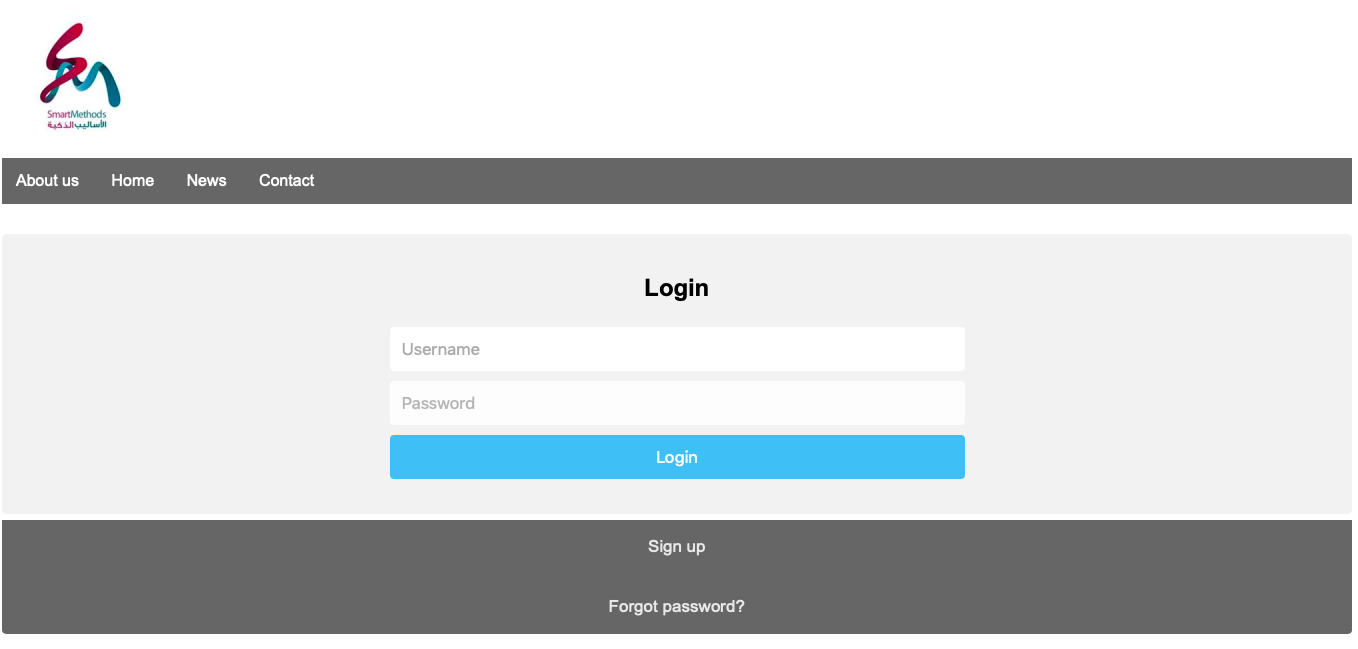 SmartMethods
الأساليب الذكية
About us Home News Contact
Login
Username
Password
Login
Sign up
Forgot password?